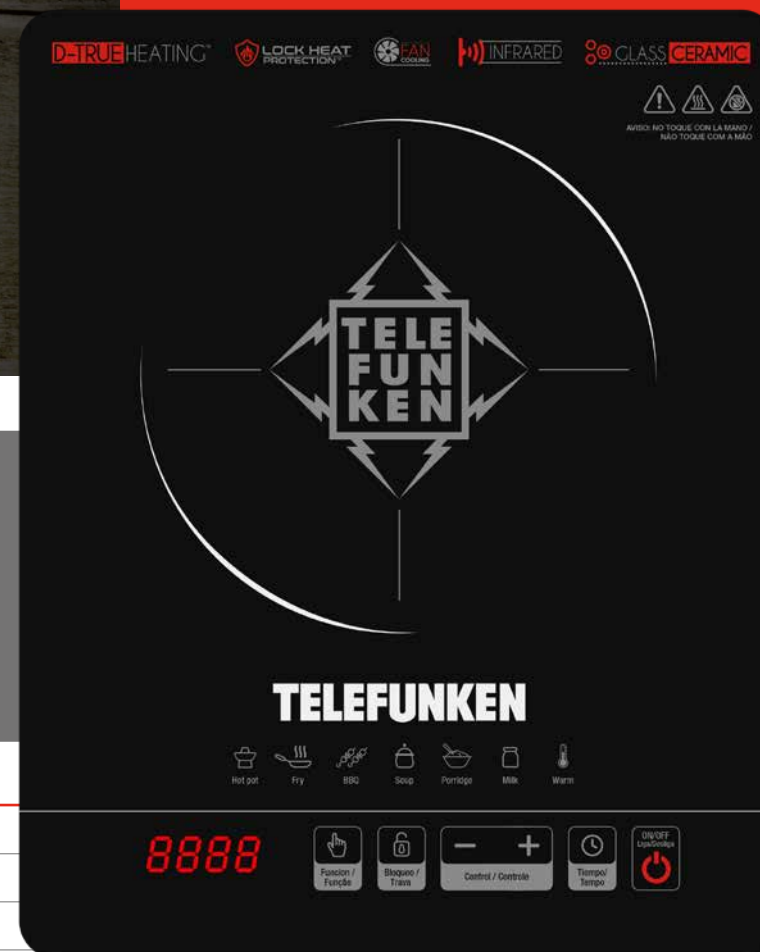 D-TRUE HEATING™
LOCK HEAT
PROTECTION
FAN
COOLING
INFRARED
GLASS CERAMIC
AVISO: NO TOQUE CON LA MANO /
NÃO TOQUE COM A MÃO
TELE
FUN
KEN
TELEFUNKEN
Hot pot Fry BBQ Soup Porridge Milk Warm
8888
Funcion /
Função
Bloqueo /
Trava
Control / Controle
Tiempo/
Tempo
ON/OFF
Liga/Desliga